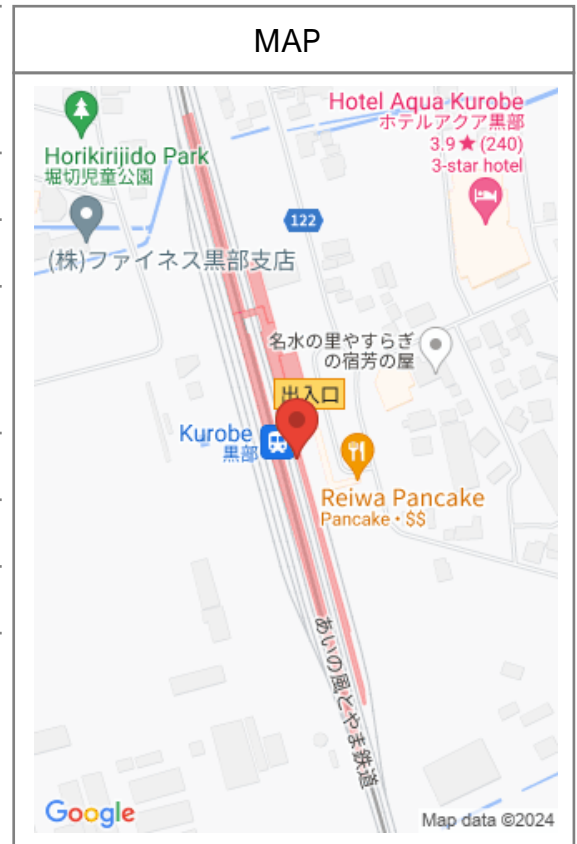 MAP
Hotel Aqua Kurobe
ホテルアクア黒部
3.9★(240)
3-star hotel
Horikirijido Park
堀切児童公園
122
(株)ファイネス黒部支店
名水の里やすらぎ
の宿芳の屋
出入口
Kurobe
黒部
Reiwa Pancake
Pancake • $$
あいの風とやま鉄道
Google
Map data ©2024